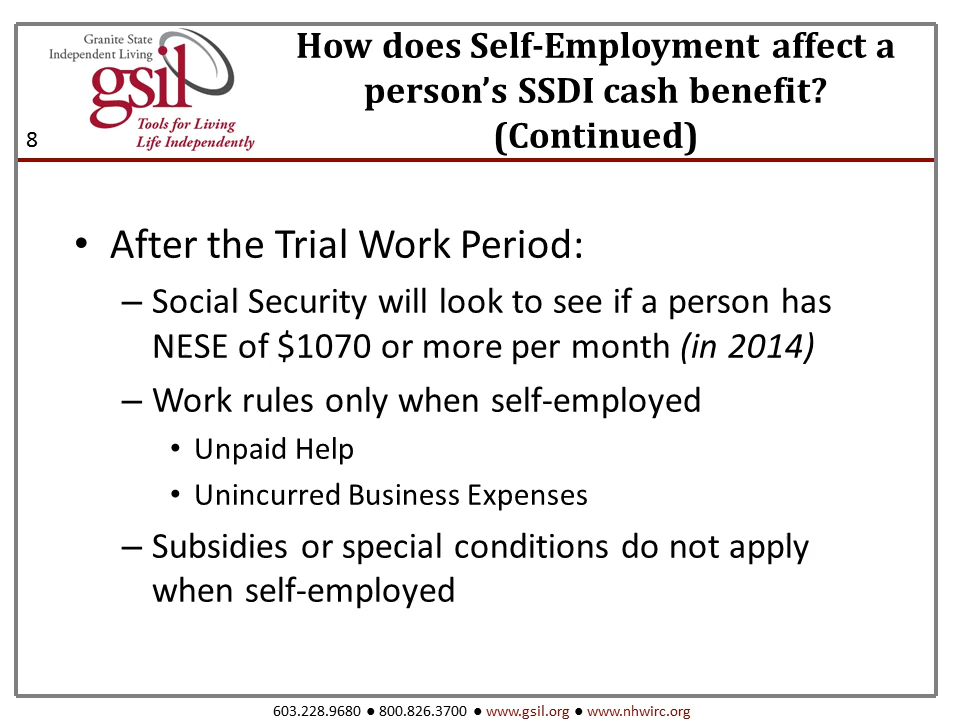 Granite State
Independent Living
gsil
Tools for Living
Life Independently
8
How does Self-Employment affect a
person’s SSDI cash benefit?
(Continued)
• After the Trial Work Period:
– Social Security will look to see if a person has
NESE of $1070 or more per month (in 2014)
– Work rules only when self-employed
• Unpaid Help
• Unincurred Business Expenses
– Subsidies or special conditions do not apply
when self-employed
603.228.9680 ● 800.826.3700 ● www.gsil.org ● www.nhwirc.org